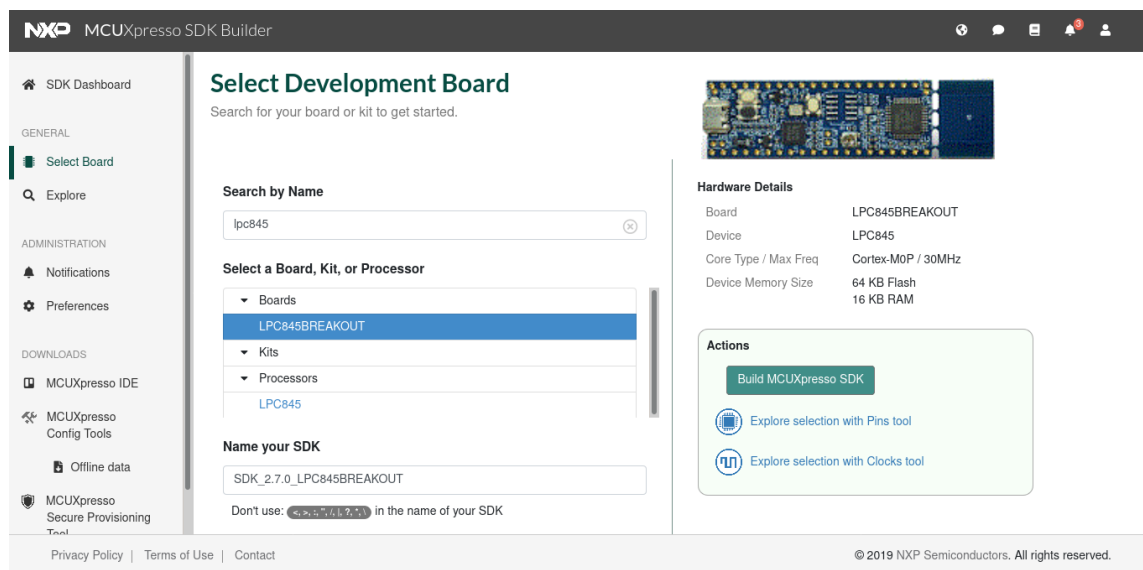 NXP MCUXpresso SDK Builder
3
SDK Dashboard
GENERAL
Select Board
Explore
ADMINISTRATION
Notifications
Preferences
DOWNLOADS
MCUXpresso IDE
MCUXpresso
Config Tools
Offline data
MCUXpresso
Secure Provisioning
Tool
Select Development Board
Search for your board or kit to get started.
Search by Name
lpc845
Select a Board, Kit, or Processor
Boards
LPC845BREAKOUT
Kits
Processors
LPC845
Name your SDK
SDK_2.7.0_LPC845BREAKOUT
Don't use: <, >, :, ", /, |, ?, *, \ in the name of your SDK
Hardware Details
Board LPC845BREAKOUT
Device LPC845
Core Type / Max Freq Cortex-M0P / 30MHz
Device Memory Size 64 KB Flash
16 KB RAM
Actions
Build MCUXpresso SDK
Explore selection with Pins tool
Explore selection with Clocks tool
Privacy Policy | Terms of Use | Contact
© 2019 NXP Semiconductors. All rights reserved.